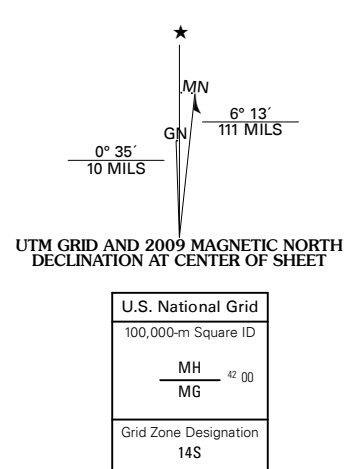 ★
MN
6° 13´
111 MILS
GN
0° 35´
10 MILS
UTM GRID AND 2009 MAGNETIC NORTH
DECLINATION AT CENTER OF SHEET
U.S. National Grid
100,000-m Square ID
MH
42 00
MG
Grid Zone Designation
14S